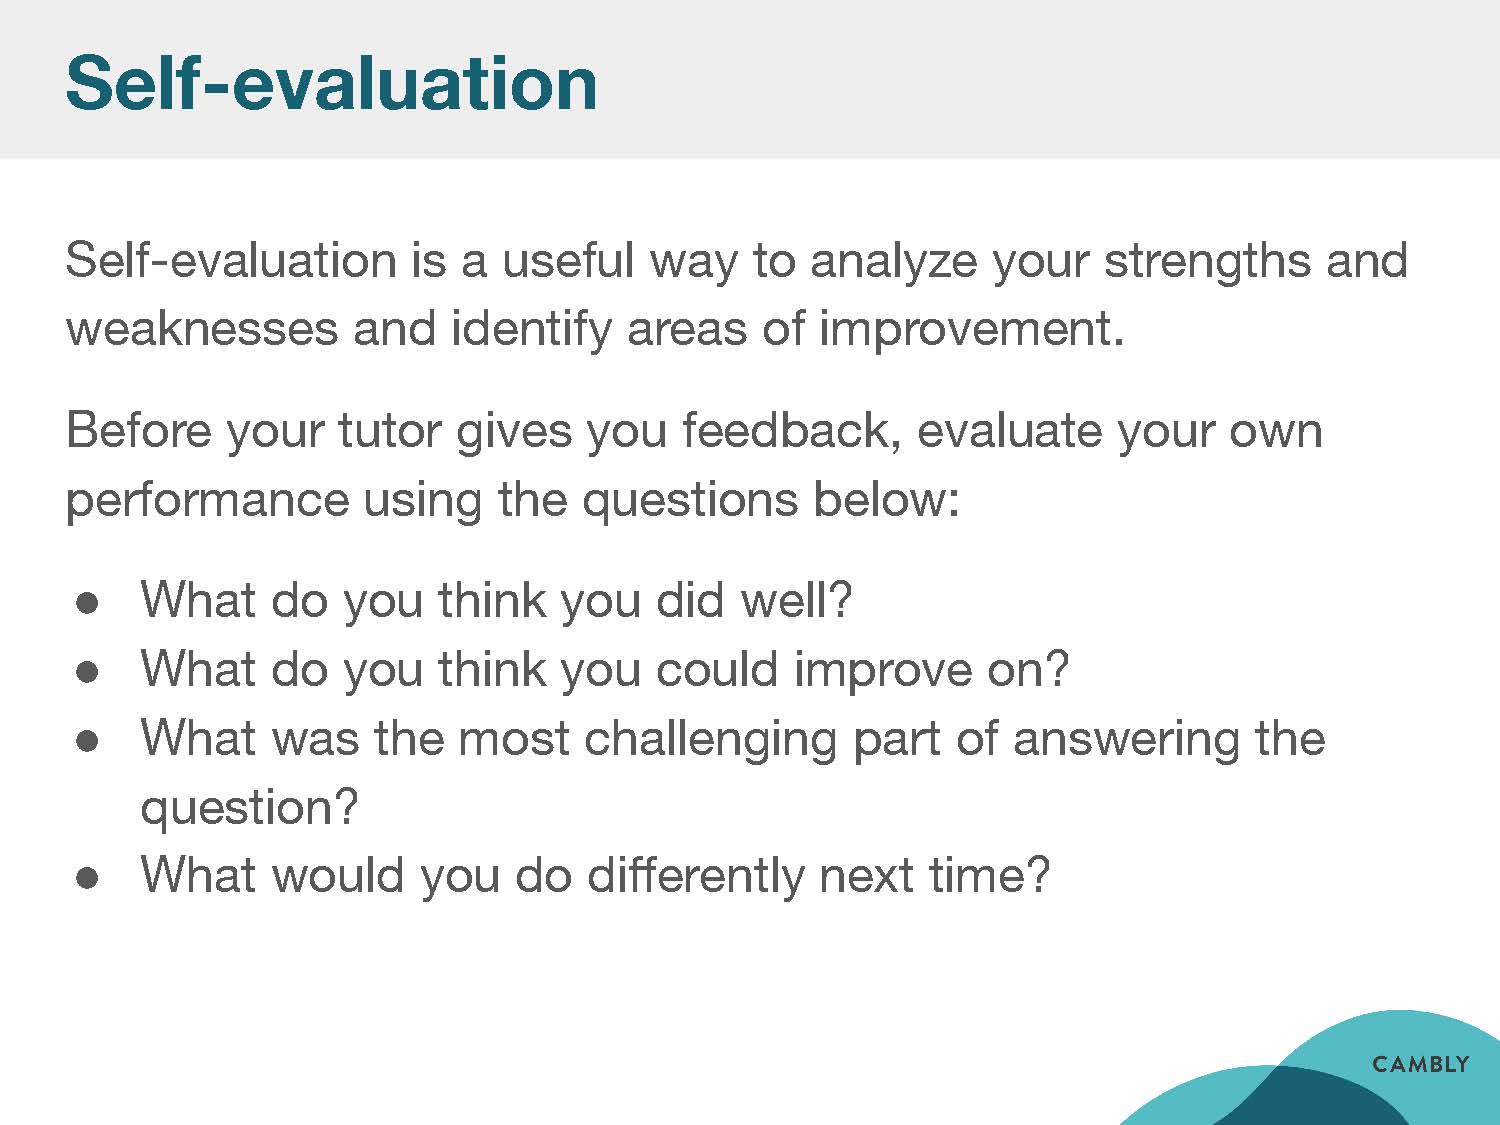 Self-evaluation
Self-evaluation is a useful way to analyze your strengths and
weaknesses and identify areas of improvement.
Before your tutor gives you feedback, evaluate your own
performance using the questions below:
● What do you think you did well?
● What do you think you could improve on?
● What was the most challenging part of answering the
question?
● What would you do differently next time?
CAMBLY